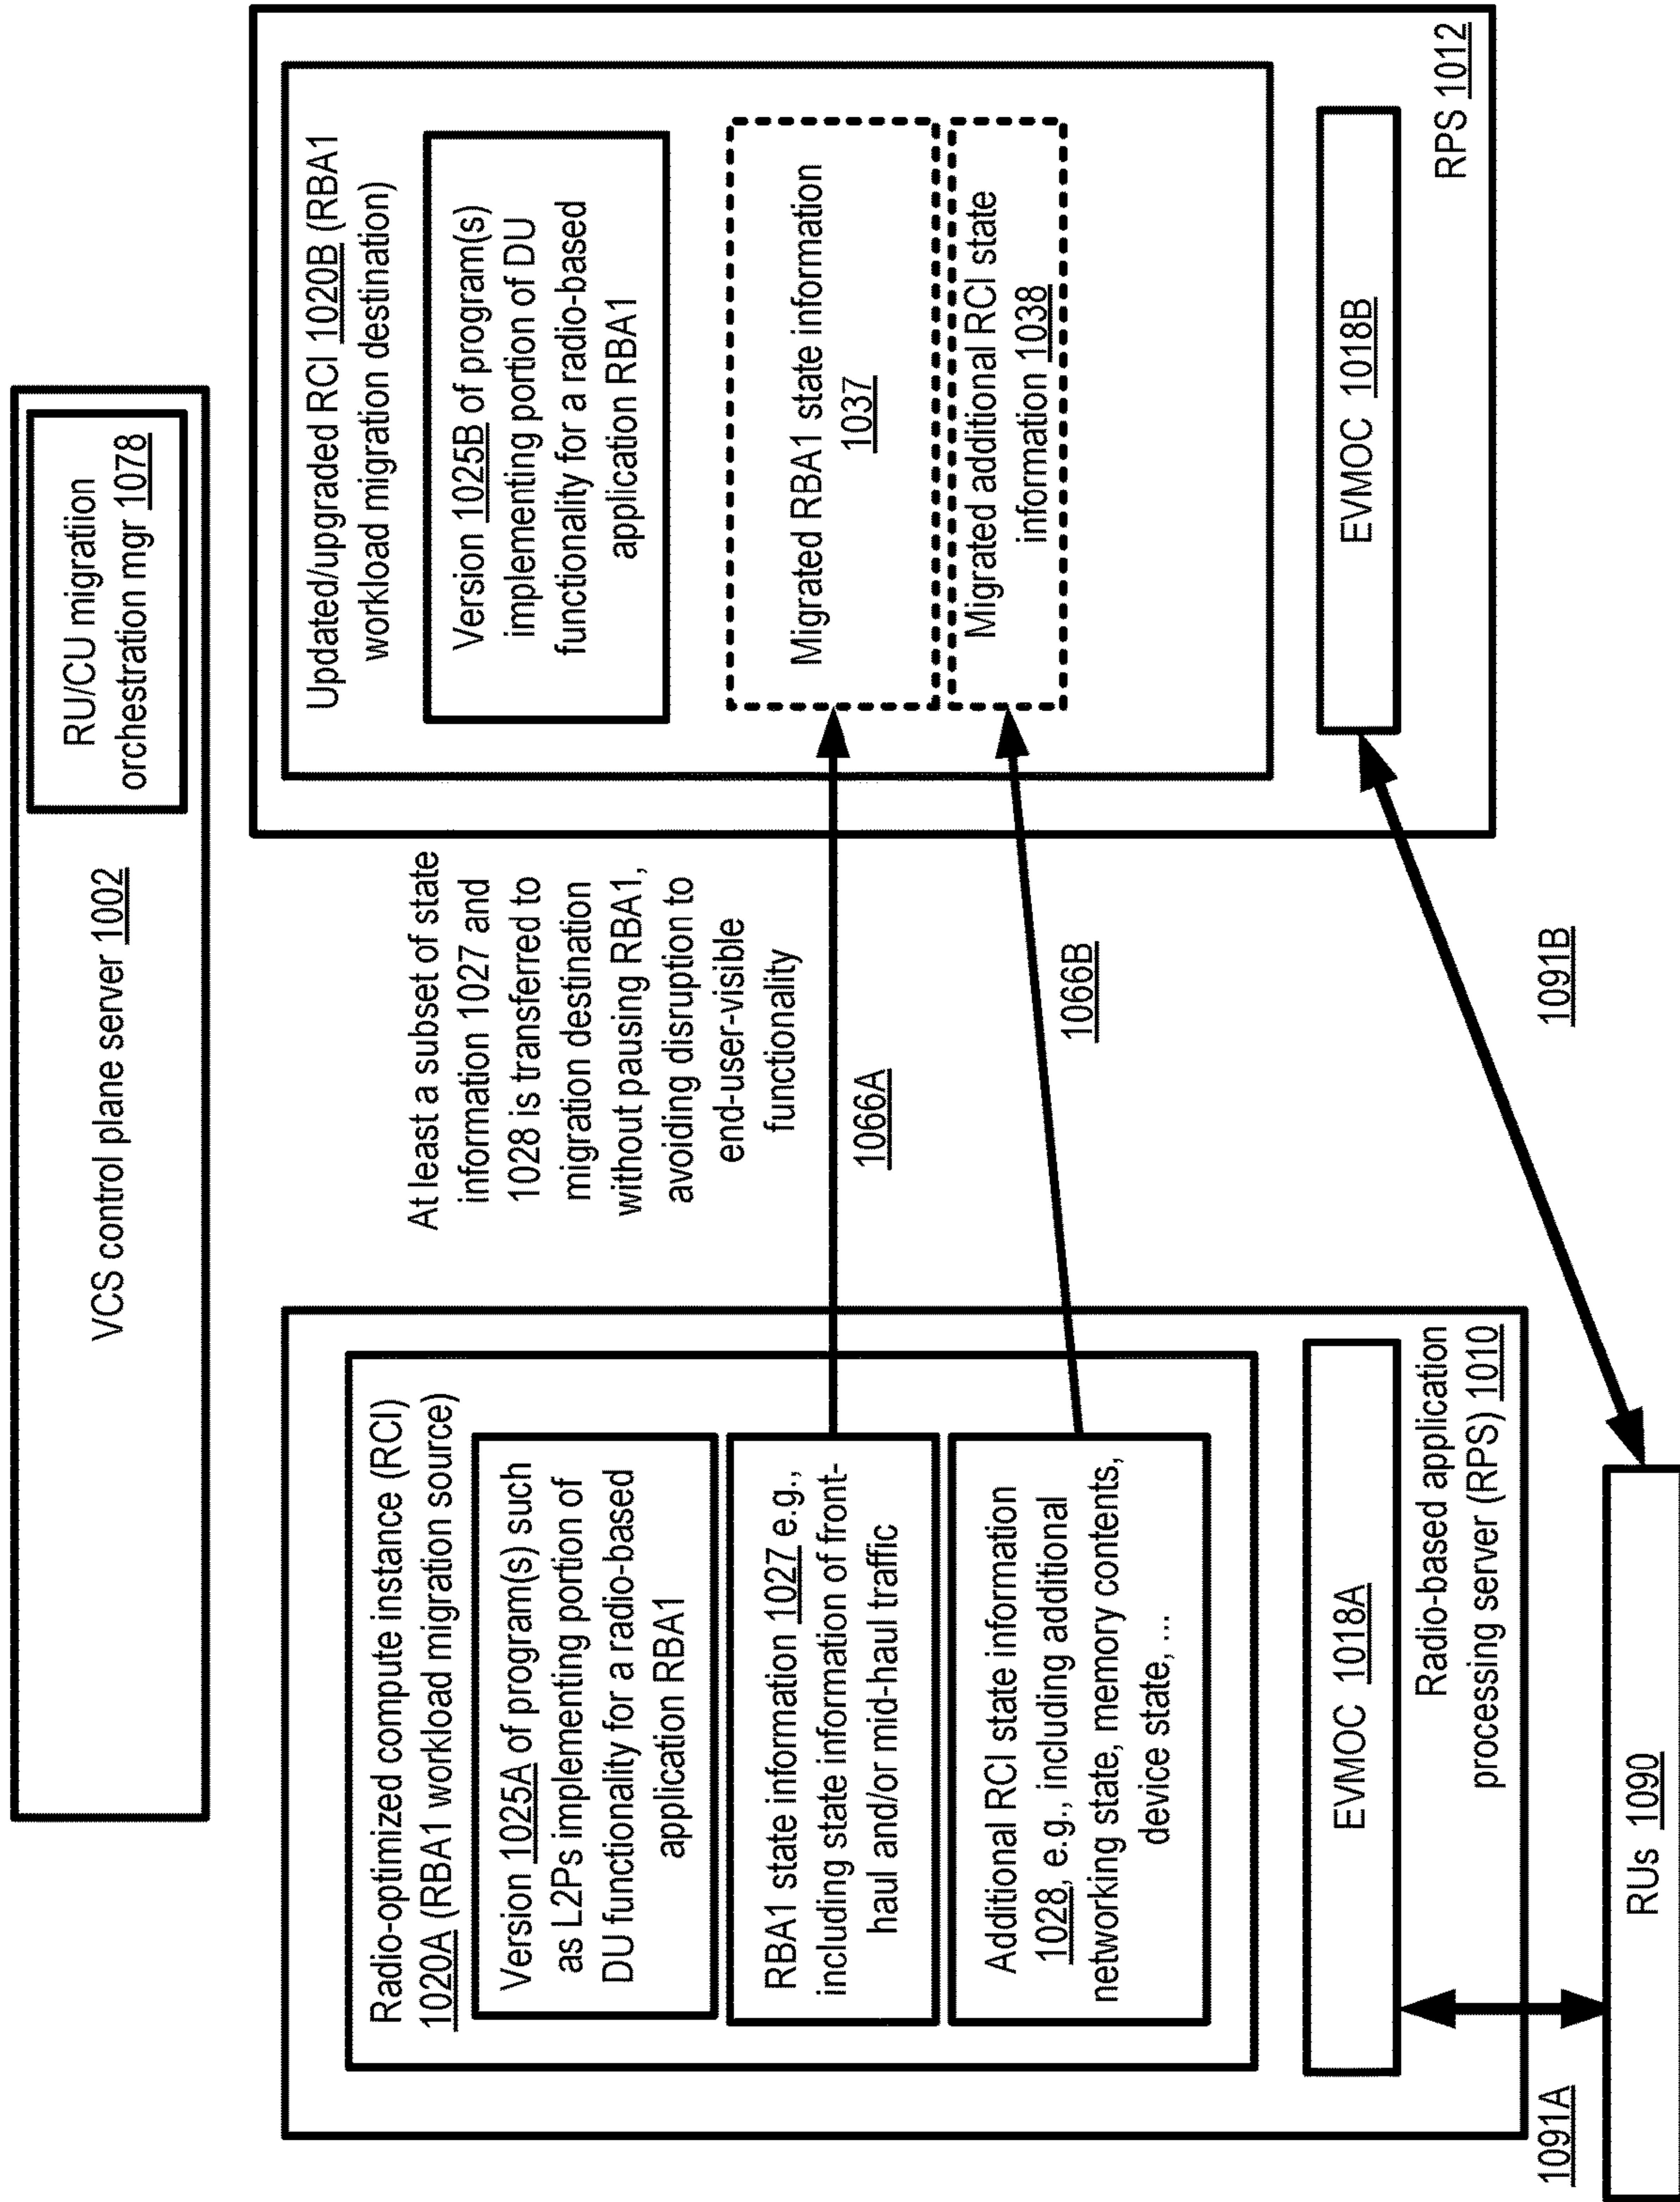 VCS control plane server 1002
RU/CU migration
orchestration mgr 1078
Radio-optimized compute instance (RCI)
1020A (RBA1 workload migration source)
Version 1025A of program(s) such
as L2Ps implementing portion of
DU functionality for a radio-based
application RBA1
RBA1 state information 1027 e.g.,
including state information of front-
haul and/or mid-haul traffic
Additional RCI state information
1028, e.g., including additional
networking state, memory contents,
device state, ...
EVMOC 1018A
Radio-based application
processing server (RPS) 1010
At least a subset of state
information 1027 and
1028 is transferred to
migration destination
without pausing RBA1,
avoiding disruption to
end-user-visible
functionality
1066A
1066B
Updated/upgraded RCI 1020B (RBA1
workload migration destination)
Version 1025B of program(s)
implementing portion of DU
functionality for a radio-based
application RBA1
Migrated RBA1 state information
1037
Migrated additional RCI state
information 1038
EVMOC 1018B
RPS 1012
1091A
1091B
RUs 1090